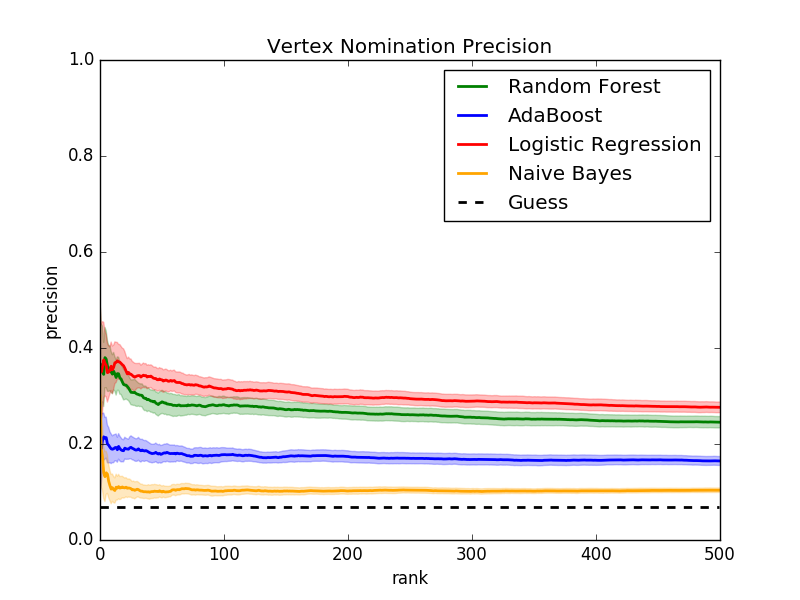 Vertex Nomination Precision
1.0
0.8
0.6
0.4
0.2
0.0
precision
Random Forest
AdaBoost
Logistic Regression
Naive Bayes
Guess
0 100 200 300 400 500
rank